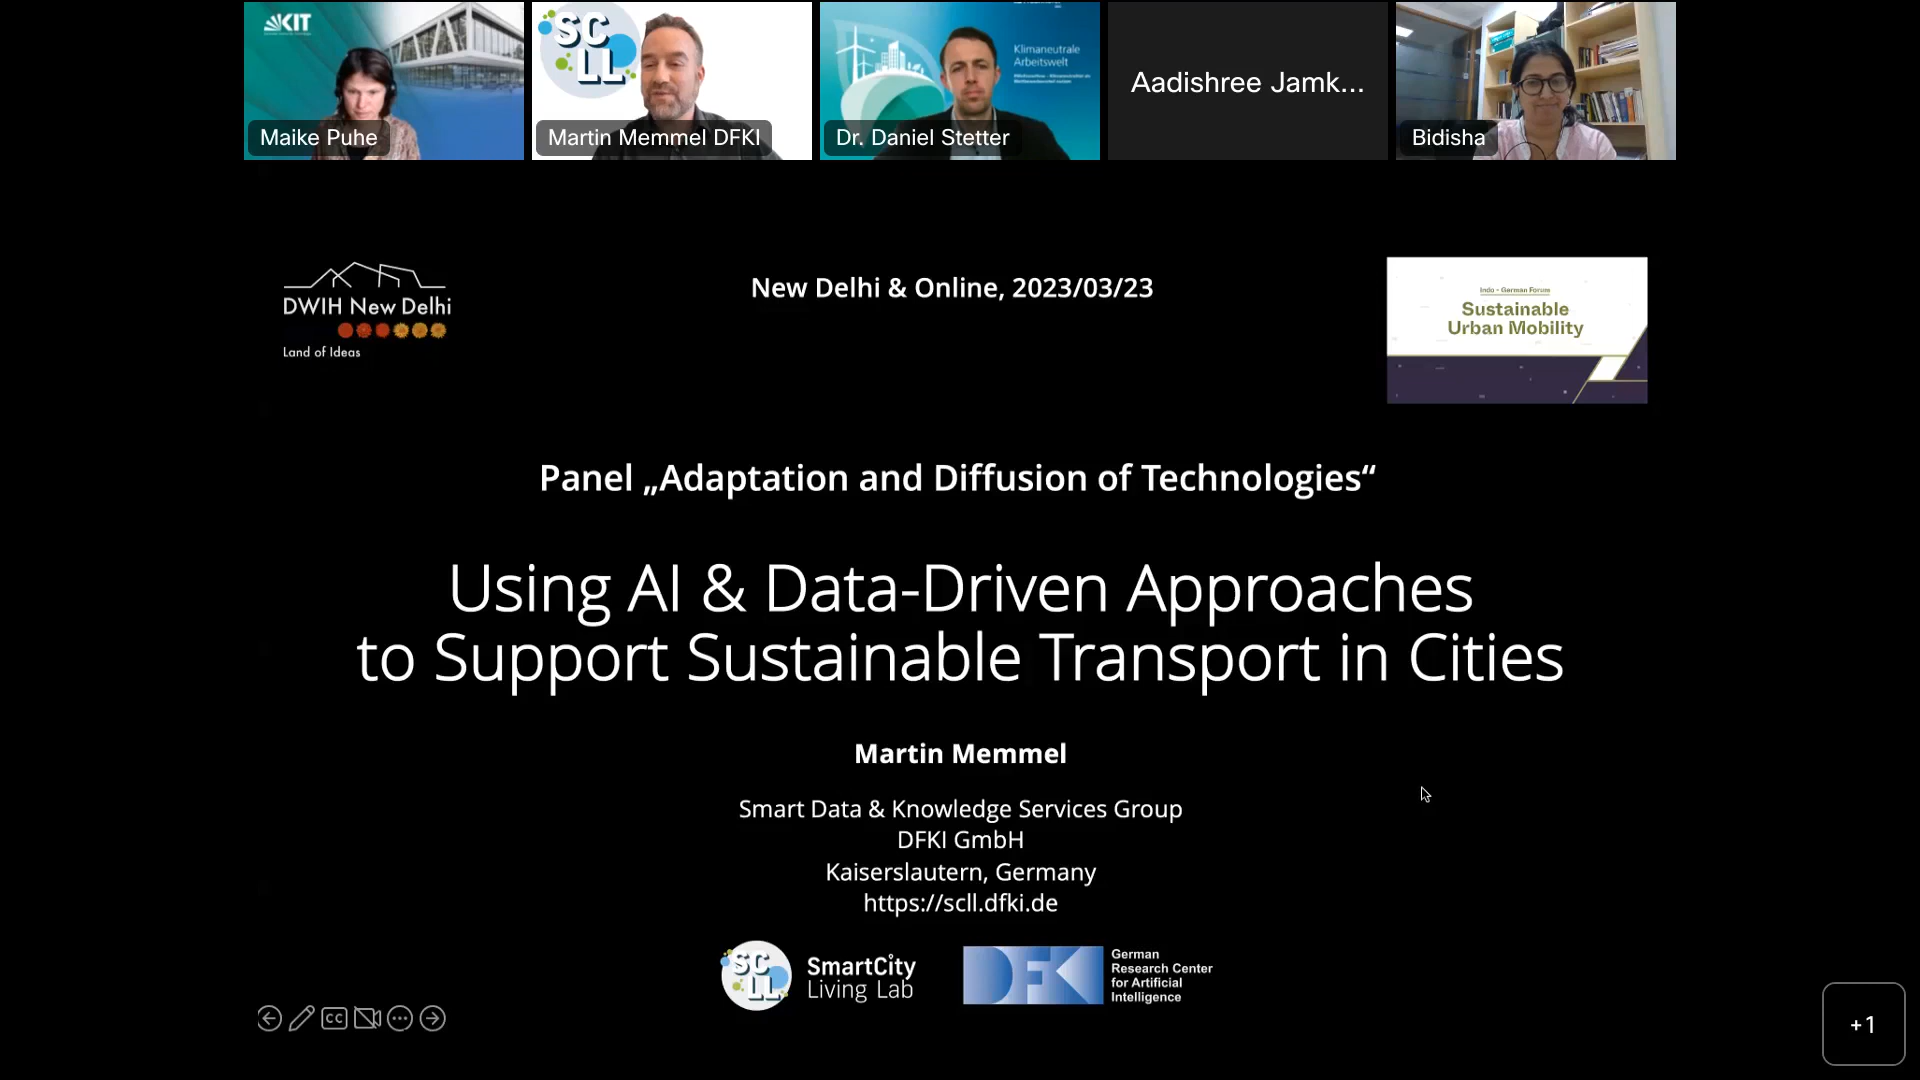 KIT
Maike Puhe
SC
LL
Martin Memmel DFKI
Klimaneutrale
Arbeitswelt
Dr. Daniel Stetter
Aadishree Jamk...
Bidisha
DWIH New Delhi
Land of Ideas
New Delhi & Online, 2023/03/23
Indo - German Forum
Sustainable
Urban Mobility
Panel „Adaptation and Diffusion of Technologies“
Using AI & Data-Driven Approaches
to Support Sustainable Transport in Cities
Martin Memmel
Smart Data & Knowledge Services Group
DFKI GmbH
Kaiserslautern, Germany
https://scll.dfki.de
SC
LL
SmartCity
Living Lab
DFKI
German
Research Center
for Artificial
Intelligence
CC
+1